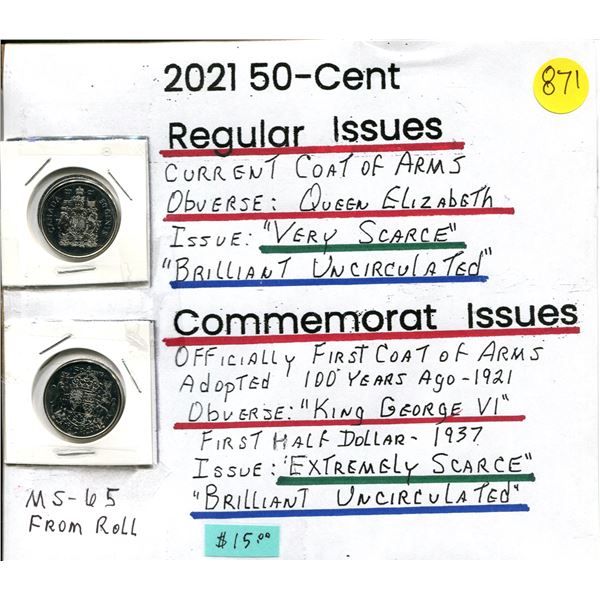 2021 50-Cent
871
Regular Issues
CURRENT COAT OF ARMS
OBVERSE: QUEEN ELIZABETH
ISSUE: "VERY SCARCE"
"BRILLIANT UNCIRCULATED"
Commemorat Issues
OFFICIALLY FIRST COAT OF ARMS
ADOPTED 100 YEARS AGO-1921
OBVERSE: "KING GEORGE VI"
FIRST HALF DOLLAR- 1937
ISSUE: "EXTREMELY SCARCE"
"BRILLIANT UNCIRCULATED"
MS-65
FROM ROLL
$15.00